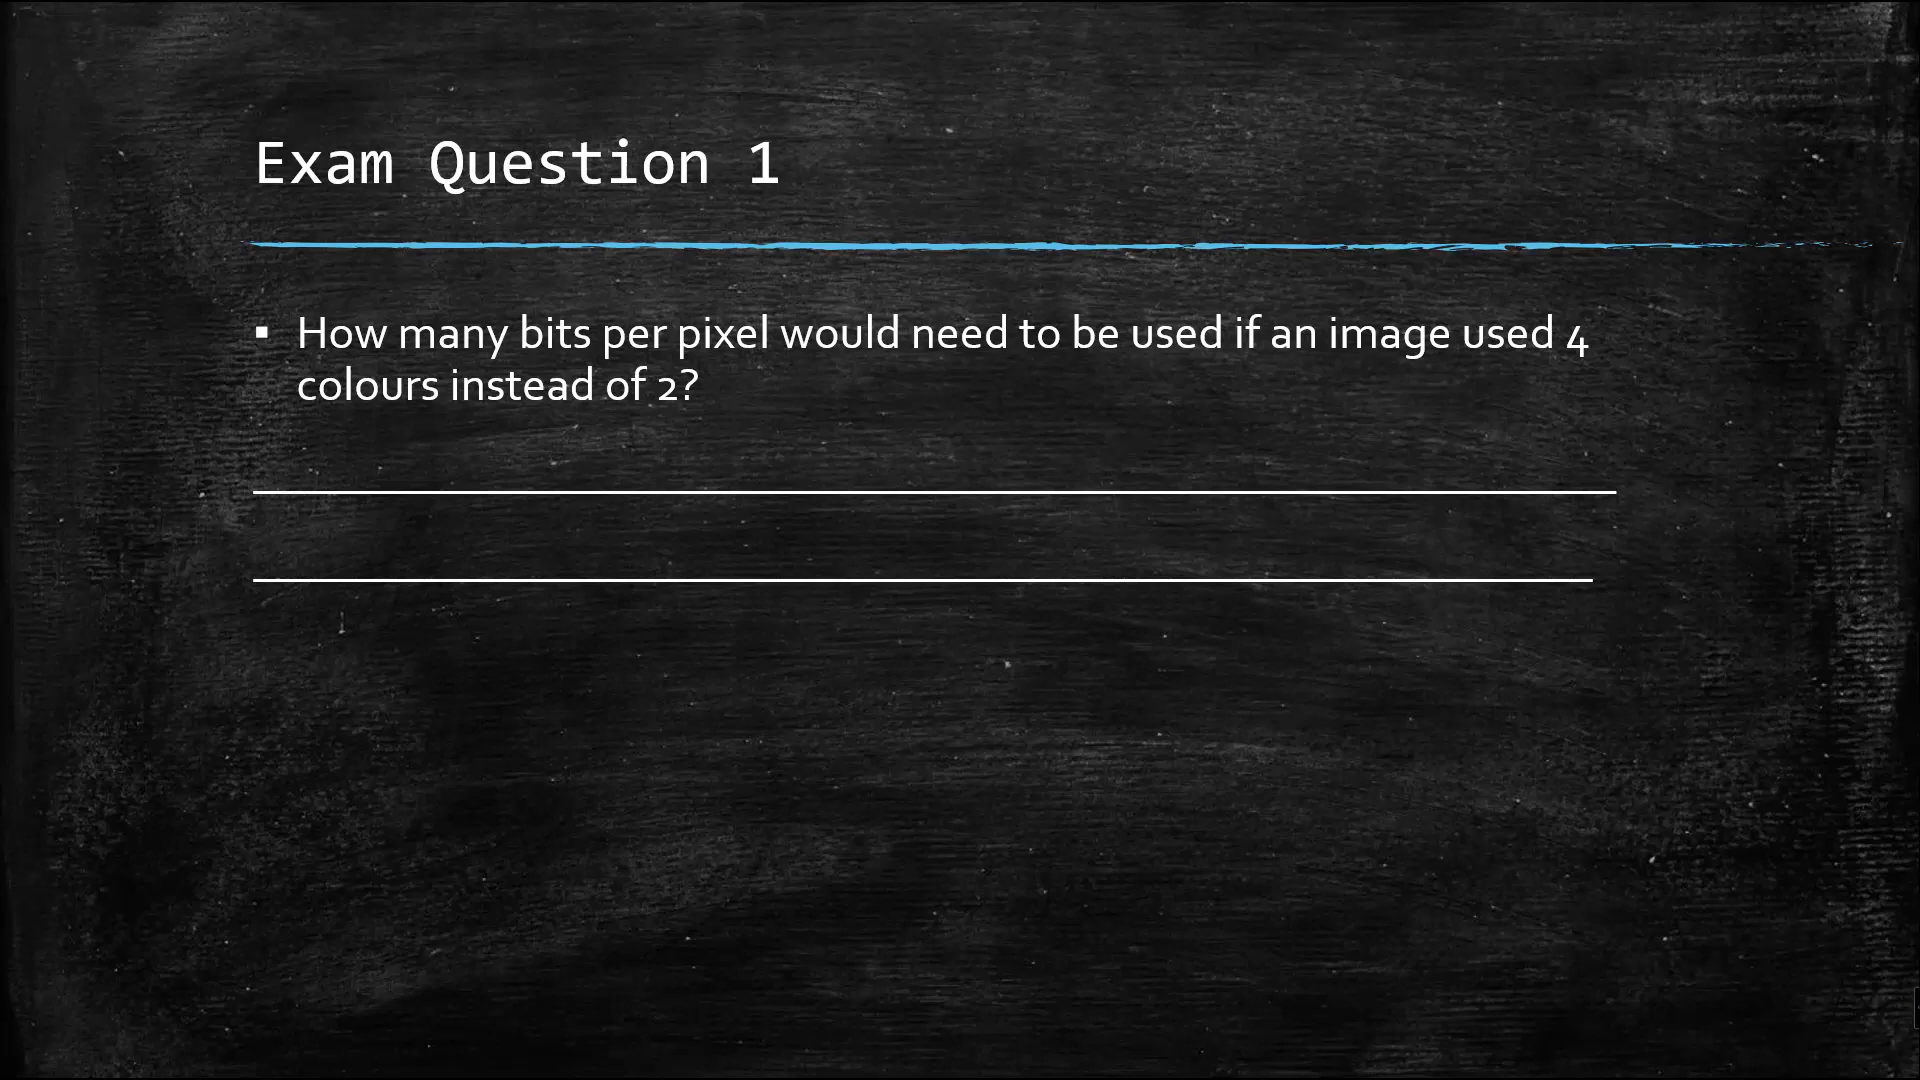 Exam Question 1
▪ How many bits per pixel would need to be used if an image used 4
colours instead of 2?